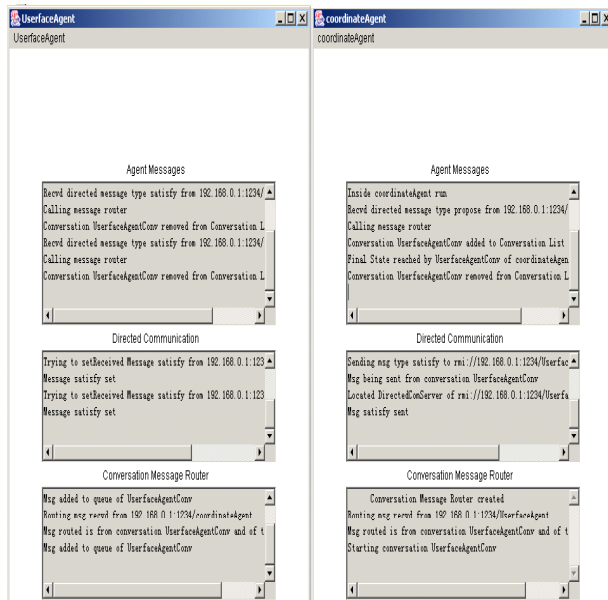 UserfaceAgent
UserfaceAgent
Agent Messages
Recvd directed message type satisfy from 192.168.0.1:1234/
Calling message router
Conversation UserfaceAgentConv removed from Conversation L
Recvd directed message type satisfy from 192.168.0.1:1234/
Calling message router
Conversation UserfaceAgentConv removed from Conversation L
Directed Communication
Trying to setReceived Message satisfy from 192.168.0.1:123
Message satisfy set
Trying to setReceived Message satisfy from 192.168.0.1:123
Message satisfy set
Conversation Message Router
Msg added to queue of UserfaceAgentConv
Routing msg recvd from 192.168.0.1:1234/coordinateAgent
Msg routed is from conversation UserfaceAgentConv and of t
Msg added to queue of UserfaceAgentConv
coordinateAgent
coordinateAgent
Agent Messages
Inside coordinateAgent run
Recvd directed message type propose from 192.168.0.1:1234/
Calling message router
Conversation UserfaceAgentConv added to Conversation List
Final State reached by UserfaceAgentConv of coordinateAgen
Conversation UserfaceAgentConv removed from Conversation L
Directed Communication
Sending msg type satisfy to rmi://192.168.0.1:1234/Userfac
Msg being sent from conversation UserfaceAgentConv
Located DirectedComServer of rmi://192.168.0.1:1234/Userfa
Msg satisfy sent
Conversation Message Router
Conversation Message Router created
Routing msg recvd from 192.168.0.1:1234/UserfaceAgent
Msg routed is from conversation UserfaceAgentConv and of t
Starting conversation UserfaceAgentConv